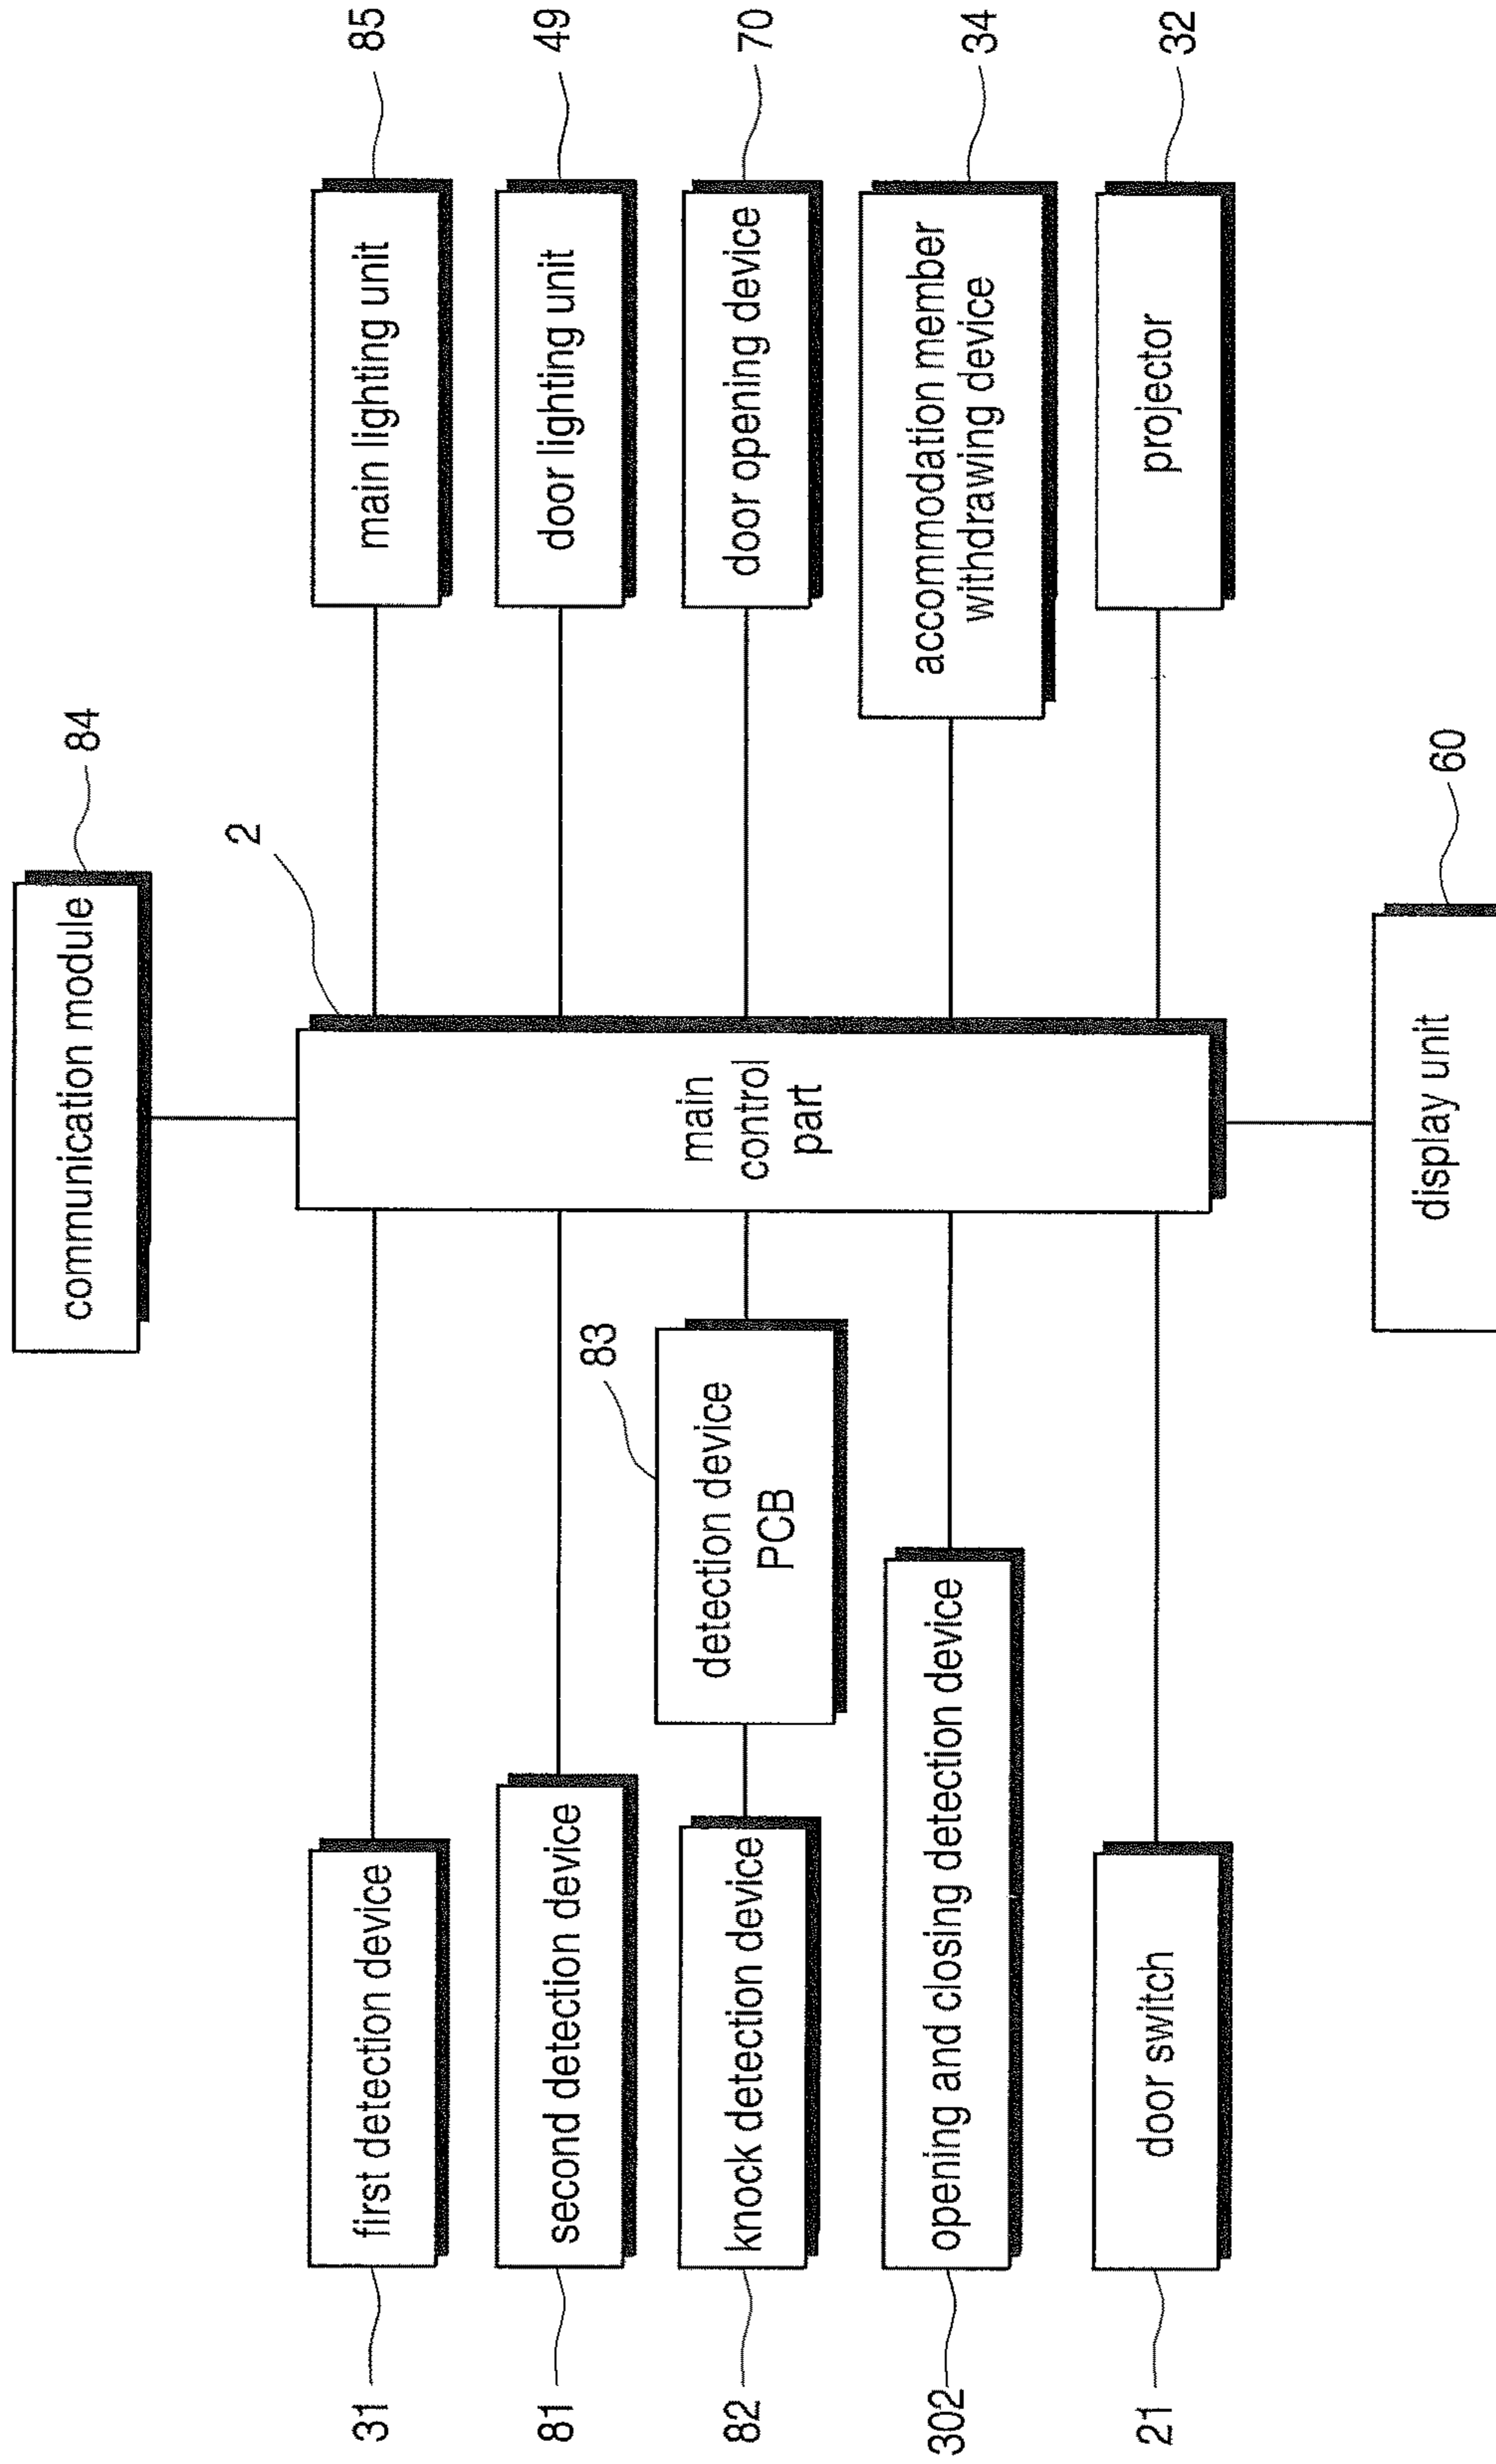 communication module
84
2
main
control
part
31
first detection device
main lighting unit
85
81
second detection device
door lighting unit
49
82
knock detection device
83
detection device
PCB
door opening device
70
302
opening and closing detection device
accommodation member
withdrawing device
34
21
door switch
projector
32
display unit
60